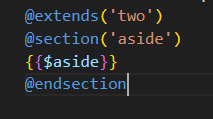 @extends('two')
@section('aside')
{{$aside}}
@endsection